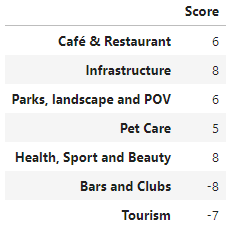 Score
Café & Restaurant 6
Infrastructure 8
Parks, landscape and POV 6
Pet Care 5
Health, Sport and Beauty 8
Bars and Clubs -8
Tourism -7